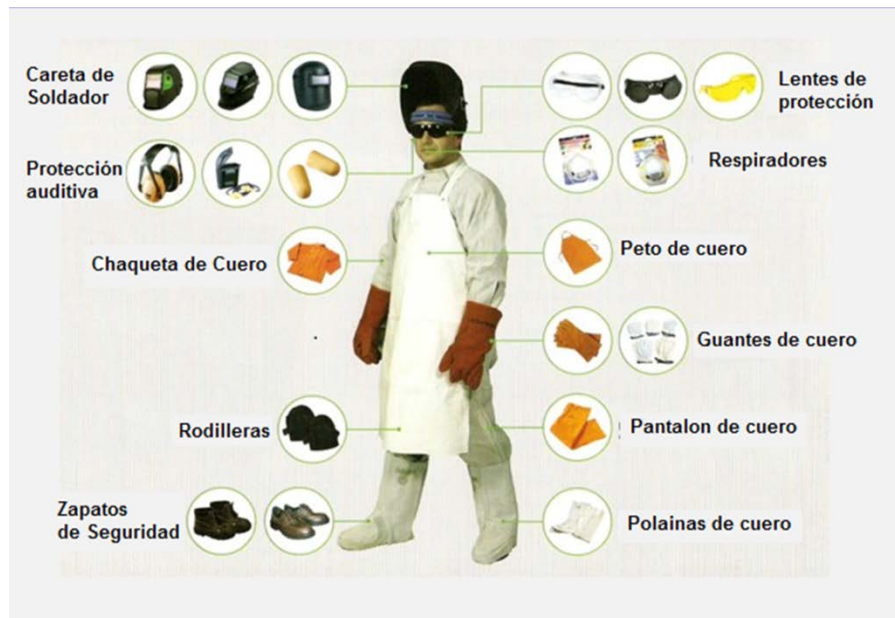 Careta de
Soldador
Lentes de
protección
Protección
auditiva
Respiradores
Chaqueta de Cuero
Peto de cuero
Guantes de cuero
Rodilleras
Pantalon de cuero
Zapatos
de Seguridad
Polainas de cuero